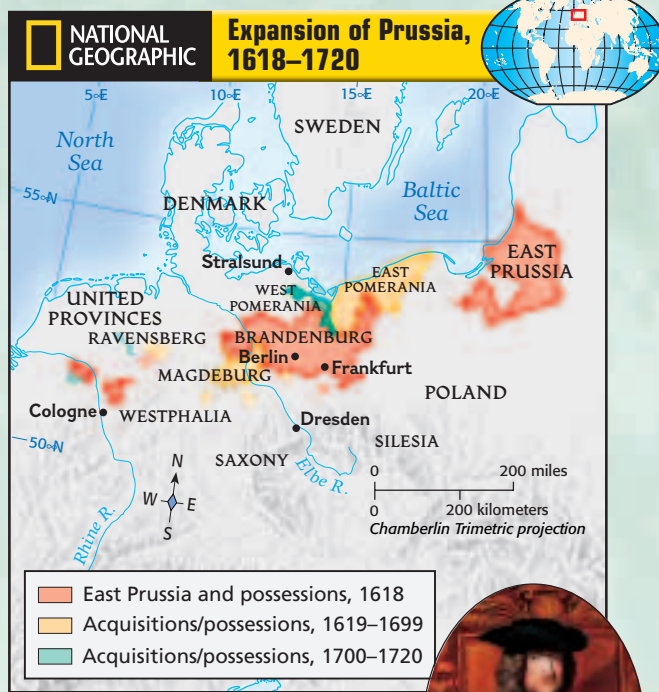 NATIONAL
GEOGRAPHIC
Expansion of Prussia,
1618–1720
5°E
10°E
15°E
20°E
SWEDEN
North
Sea
55°N
DENMARK
Baltic
Sea
Stralsund
EAST
PRUSSIA
EAST
POMERANIA
WEST
POMERANIA
UNITED
PROVINCES
RAVENSBERG
BRANDENBURG
Berlin
Frankfurt
MAGDEBURG
POLAND
Cologne
WESTPHALIA
Dresden
50°N
SILESIA
SAXONY
Elbe R.
N
W E
S
Rhine R.
0 200 miles
0 200 kilometers
Chamberlin Trimetric projection
East Prussia and possessions, 1618
Acquisitions/possessions, 1619–1699
Acquisitions/possessions, 1700–1720